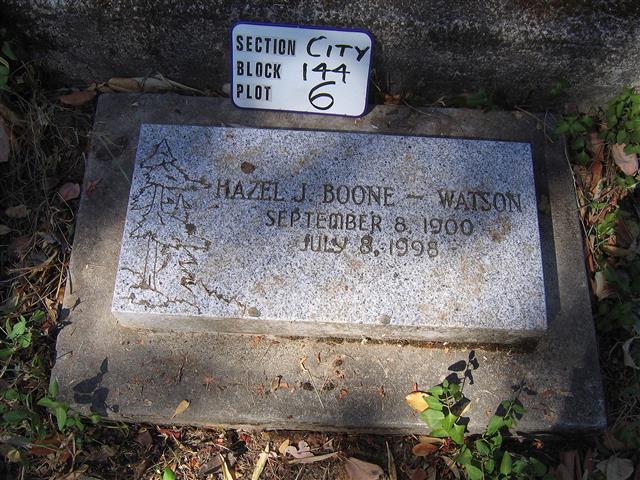 SECTION CITY
BLOCK 144
PLOT 6
HAZEL J. BOONE – WATSON
SEPTEMBER 8, 1900
JULY 8, 1998